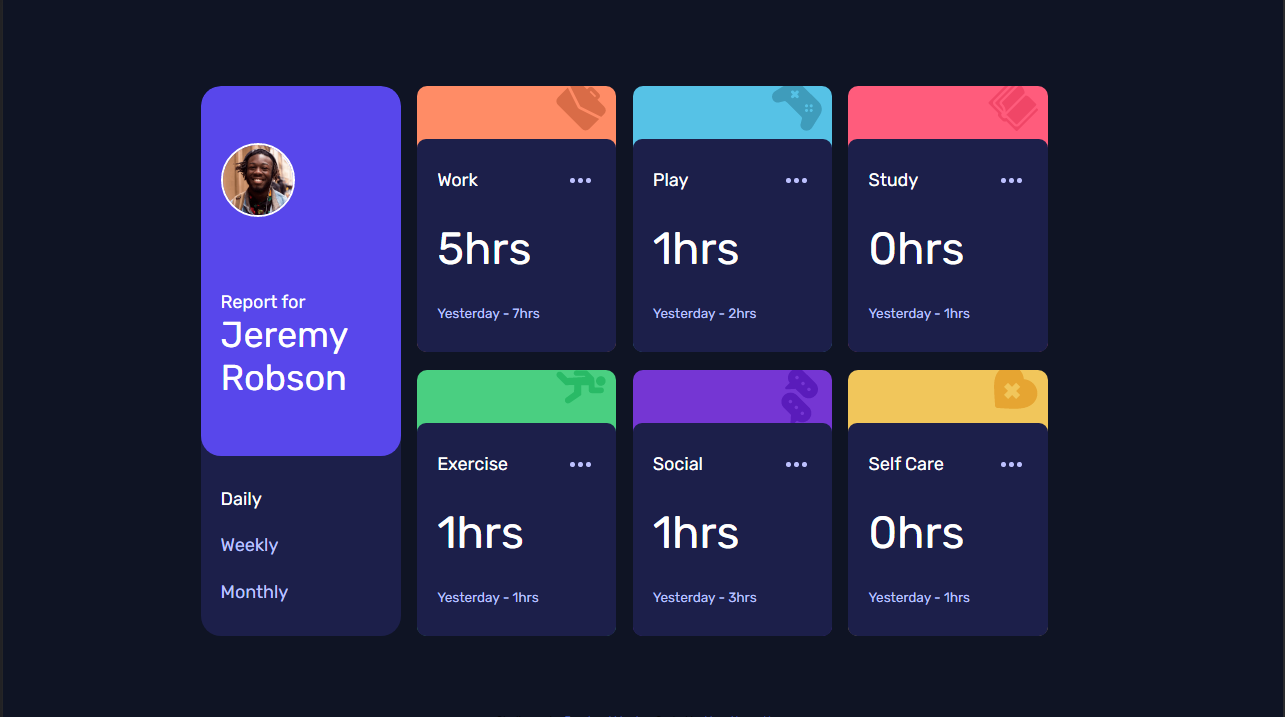 Report for
Jeremy
Robson
Daily
Weekly
Monthly
Work
5hrs
Yesterday - 7hrs
Play
1hrs
Yesterday - 2hrs
Study
0hrs
Yesterday - 1hrs
Exercise
1hrs
Yesterday - 1hrs
Social
1hrs
Yesterday - 3hrs
Self Care
0hrs
Yesterday - 1hrs